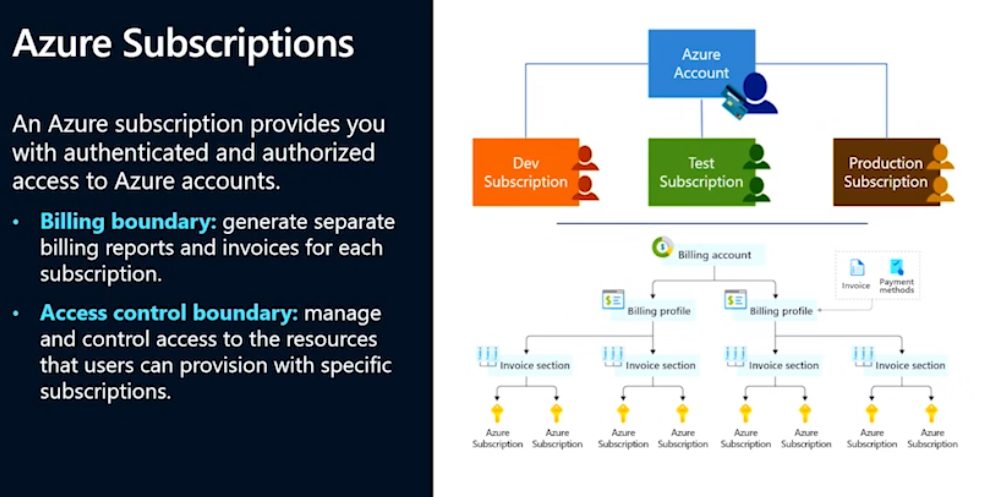 Azure Subscriptions
An Azure subscription provides you
with authenticated and authorized
access to Azure accounts.
• Billing boundary: generate separate
billing reports and invoices for each
subscription.
• Access control boundary: manage
and control access to the resources
that users can provision with specific
subscriptions.
Azure
Account
Dev
Subscription
Test
Subscription
Production
Subscription
Billing account
Invoice
Payment
methods
Billing profile
Billing profile
Invoice section
Invoice section
Invoice section
Invoice section
Azure
Subscription
Azure
Subscription
Azure
Subscription
Azure
Subscription
Azure
Subscription
Azure
Subscription
Azure
Subscription
Azure
Subscription